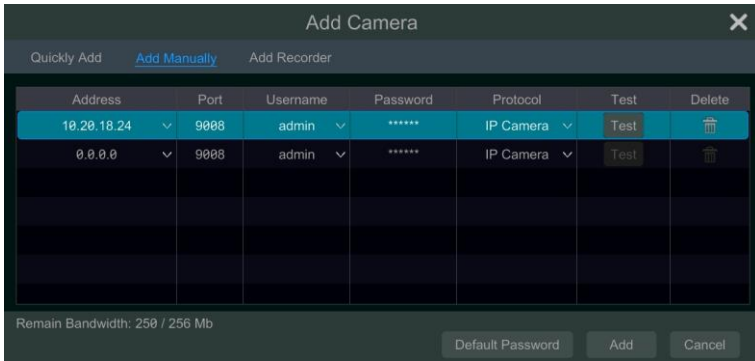 Add Camera
Quickly Add Add Manually Add Recorder
Address Port Username Password Protocol Test Delete
10.20.18.24 9008 admin ****** IP Camera Test
0.0.0.0 9008 admin ****** IP Camera Test
Remain Bandwidth: 250 / 256 Mb
Default Password Add Cancel